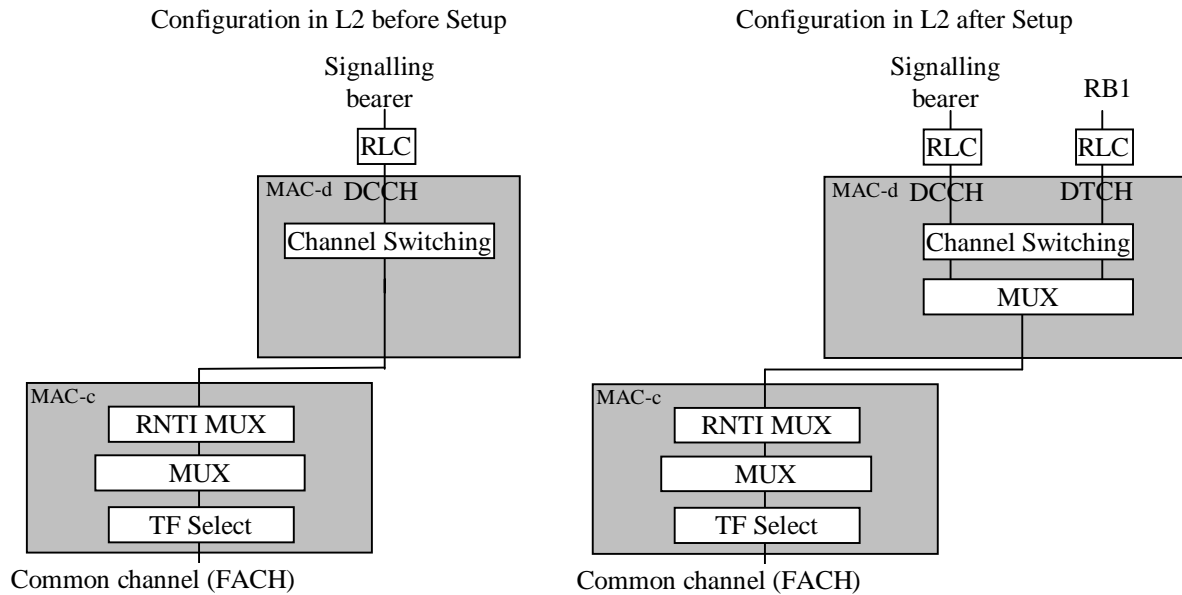 Configuration in L2 before Setup
Signalling
bearer
RLC
MAC-d DCCH
Channel Switching
MAC-c
RNTI MUX
MUX
TF Select
Common channel (FACH)
Configuration in L2 after Setup
Signalling
bearer
RB1
RLC
RLC
MAC-d DCCH
DTCH
Channel Switching
MUX
MAC-c
RNTI MUX
MUX
TF Select
Common channel (FACH)